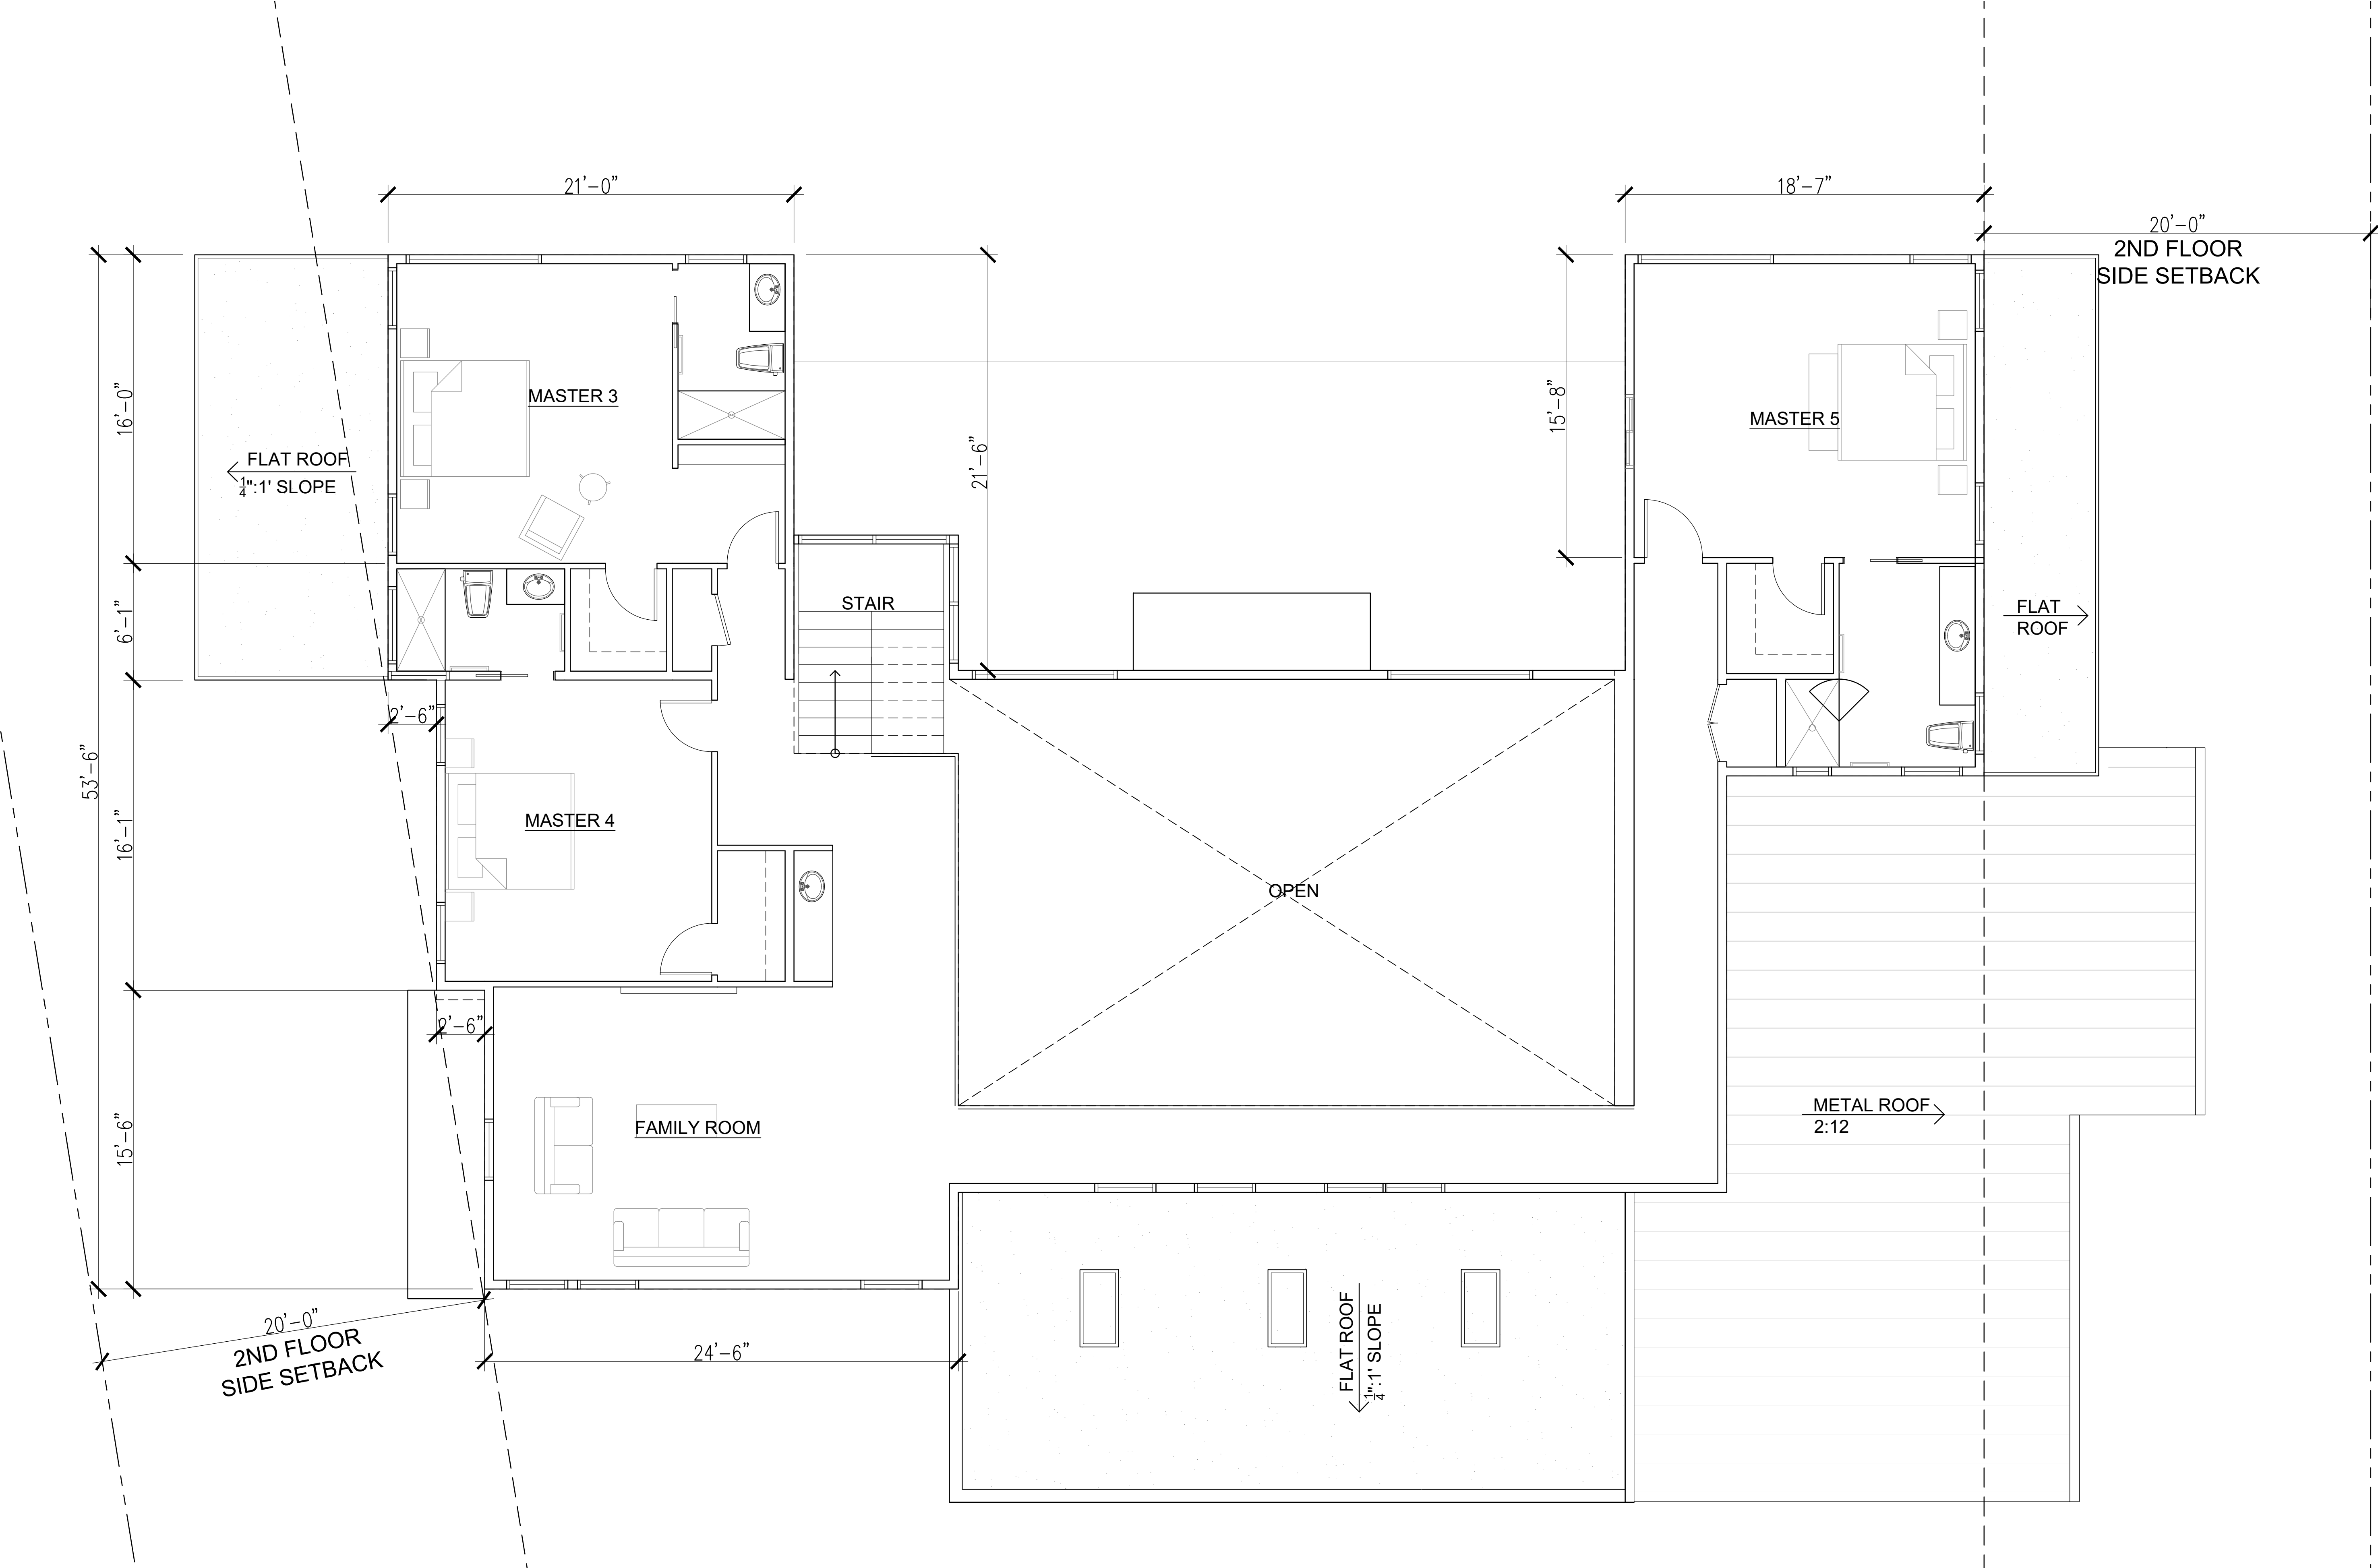 21'-0"
18'-7"
20'-0"
2ND FLOOR
SIDE SETBACK
16'-0"
MASTER 3
15'-8"
MASTER 5
FLAT ROOF
1/4":1' SLOPE
21'-6"
6'-1"
STAIR
FLAT
ROOF
2'-6"
53'-6"
16'-1"
MASTER 4
OPEN
2'-6"
15'-6"
FAMILY ROOM
METAL ROOF
2:12
20'-0"
2ND FLOOR
SIDE SETBACK
24'-6"
FLAT ROOF
1/4":1' SLOPE